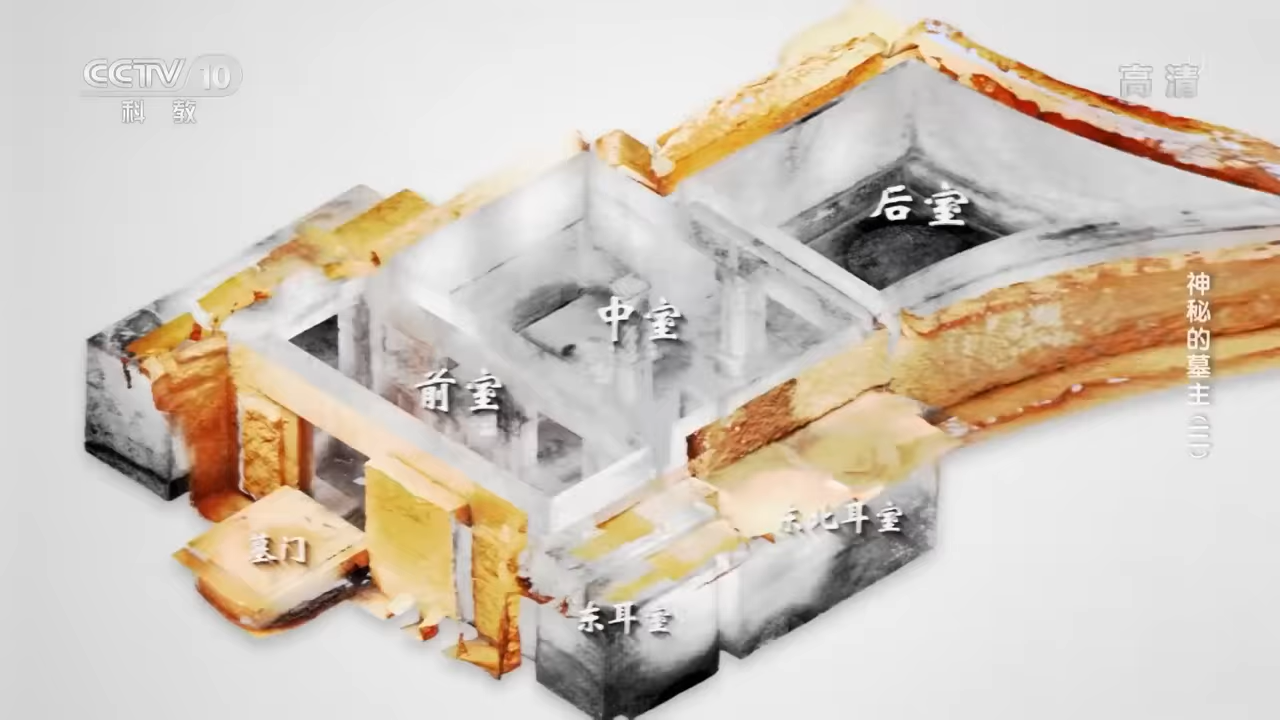 CCTV 10
科教
高清
后室
中室
前室
神秘的墓主（二）
墓门
东北耳室
东耳室